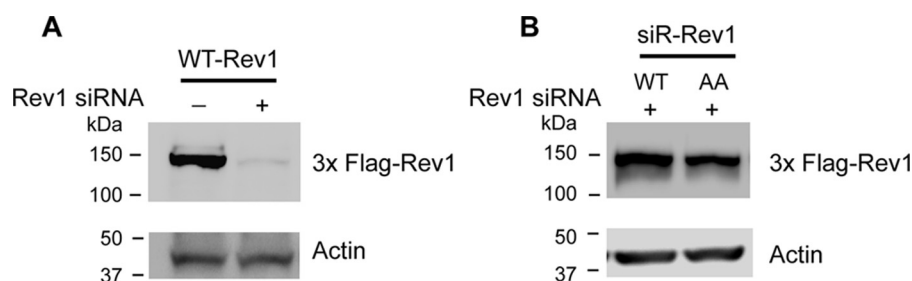 A
WT-Rev1
Rev1 siRNA – +
kDa
150 –
100 –
3x Flag-Rev1
50 –
37 –
Actin
B
siR-Rev1
WT AA
Rev1 siRNA + +
kDa
150 –
100 –
3x Flag-Rev1
50 –
37 –
Actin